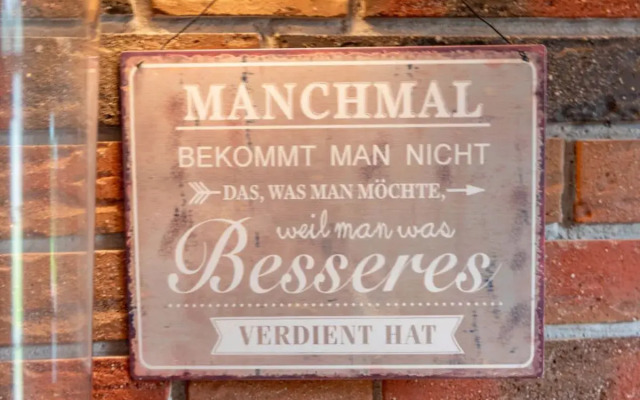 MANCHMAL
BEKOMMT MAN NICHT
DAS, WAS MAN MÖCHTE,
weil man was
Besseres
VERDIENT HAT